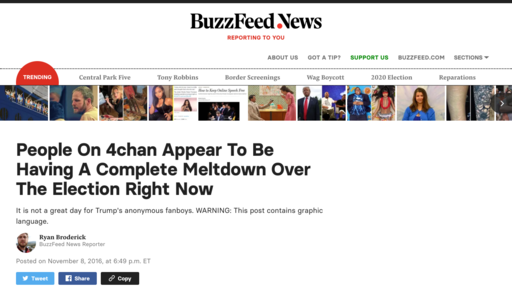 BuzzFeed News
REPORTING TO YOU
ABOUT US GOT A TIP? SUPPORT US BUZZFEED.COM SECTIONS
TRENDING Central Park Five Tony Robbins Border Screenings Wag Boycott 2020 Election Reparations
People On 4chan Appear To Be
Having A Complete Meltdown Over
The Election Right Now
It is not a great day for Trump's anonymous fanboys. WARNING: This post contains graphic
language.
Ryan Broderick
BuzzFeed News Reporter
Posted on November 8, 2016, at 6:49 p.m. ET
Tweet Share Copy